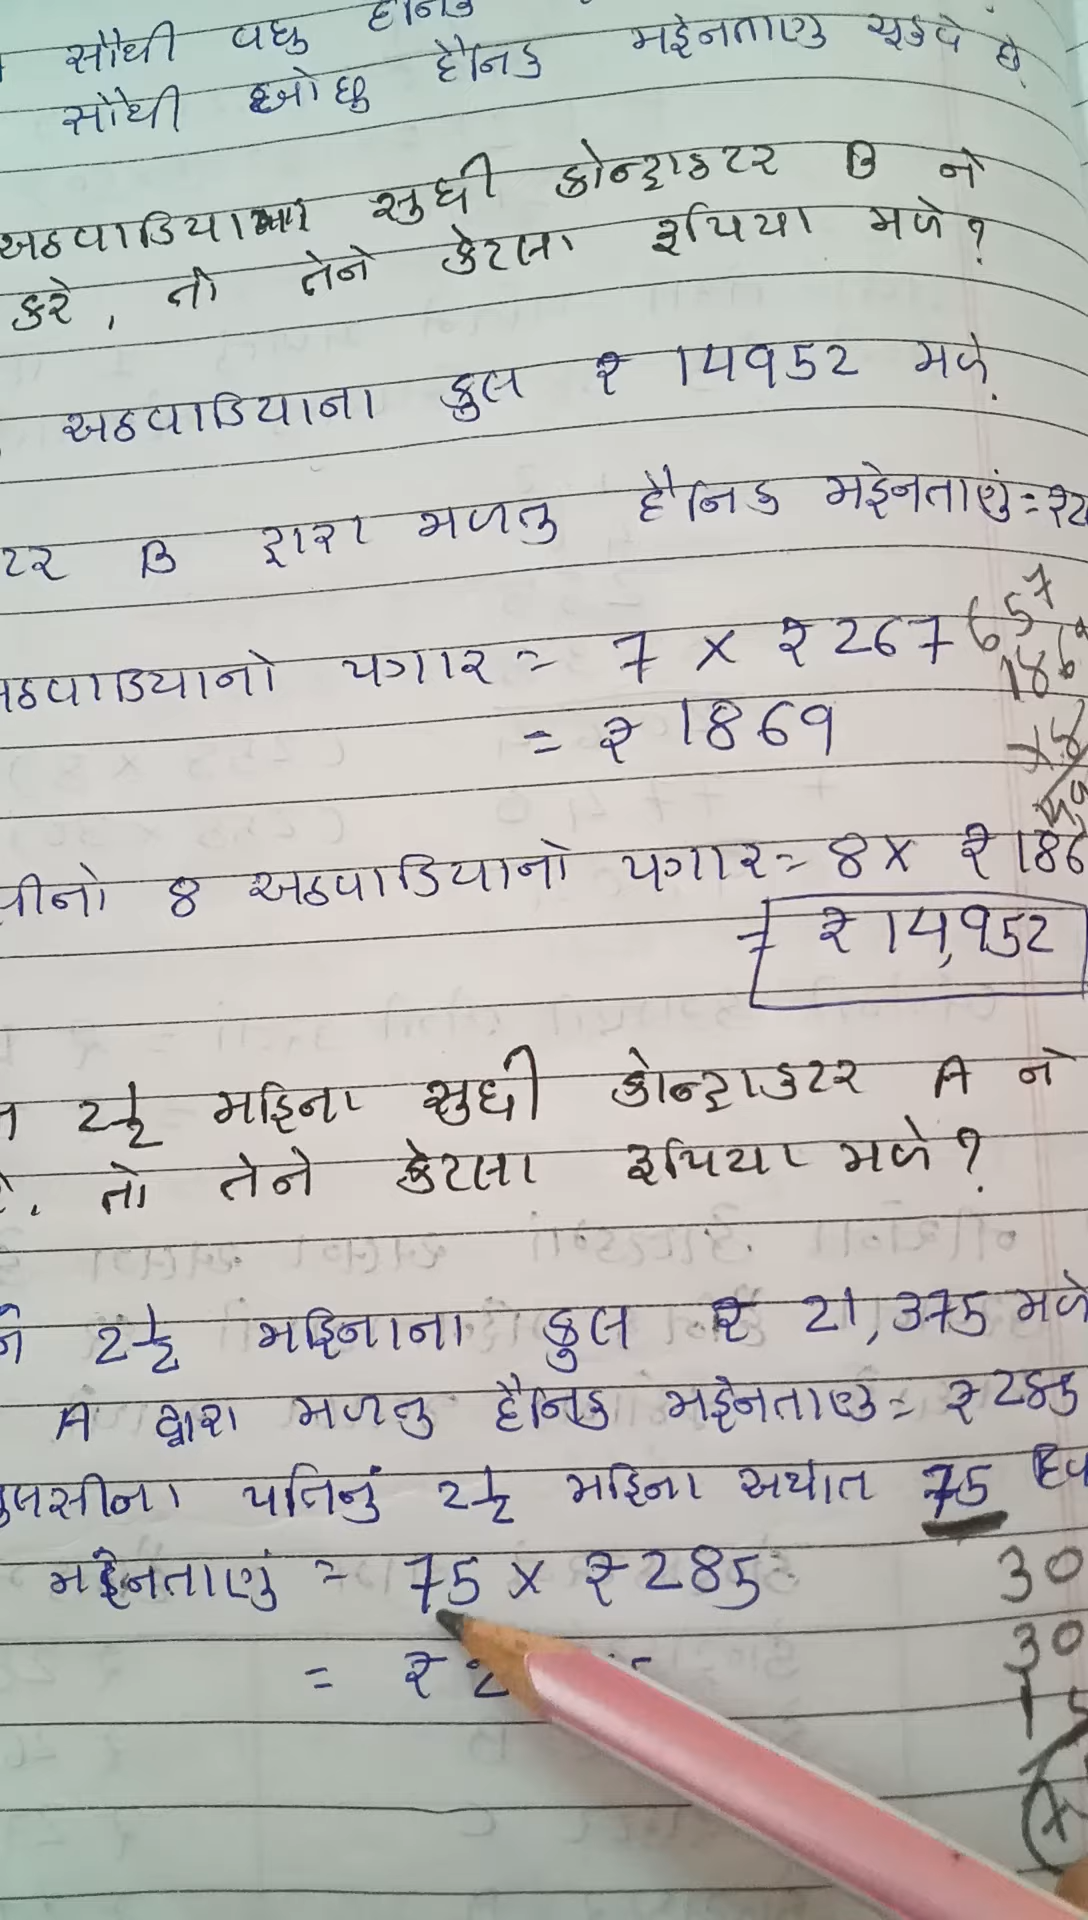 સૌથી વધુ દૈનિક
સૌથી ઓછુ દૈનિક મહેનતાણુ ચૂકવે છે.
અઠવાડિયા સુધી કોન્ટ્રાકટર B ને
કરે, તો તેને કેટલા રૂપિયા મળે?
અઠવાડિયાના કુલ ₹ 14952 મળે.
ટર B દ્વારા મળતુ દૈનિક મહેનતાણું = ₹2
અઠવાડિયાનો પગાર = 7 × ₹ 267
= ₹ 1869
8 અઠવાડિયાનો પગાર = 8 × ₹ 186
= ₹ 14,952
2½ મહિના સુધી કોન્ટ્રાકટર A ને
તો તેને કેટલા રૂપિયા મળે?
ને 2½ મહિનાના કુલ ₹ 21,375 મળે
A દ્વારા મળતુ દૈનિક મહેનતાણુ = ₹285
પતિનું 2½ મહિના અર્થાત 75 દિવ
મહેનતાણું = 75 × ₹285
30
30
= ₹ 2
15